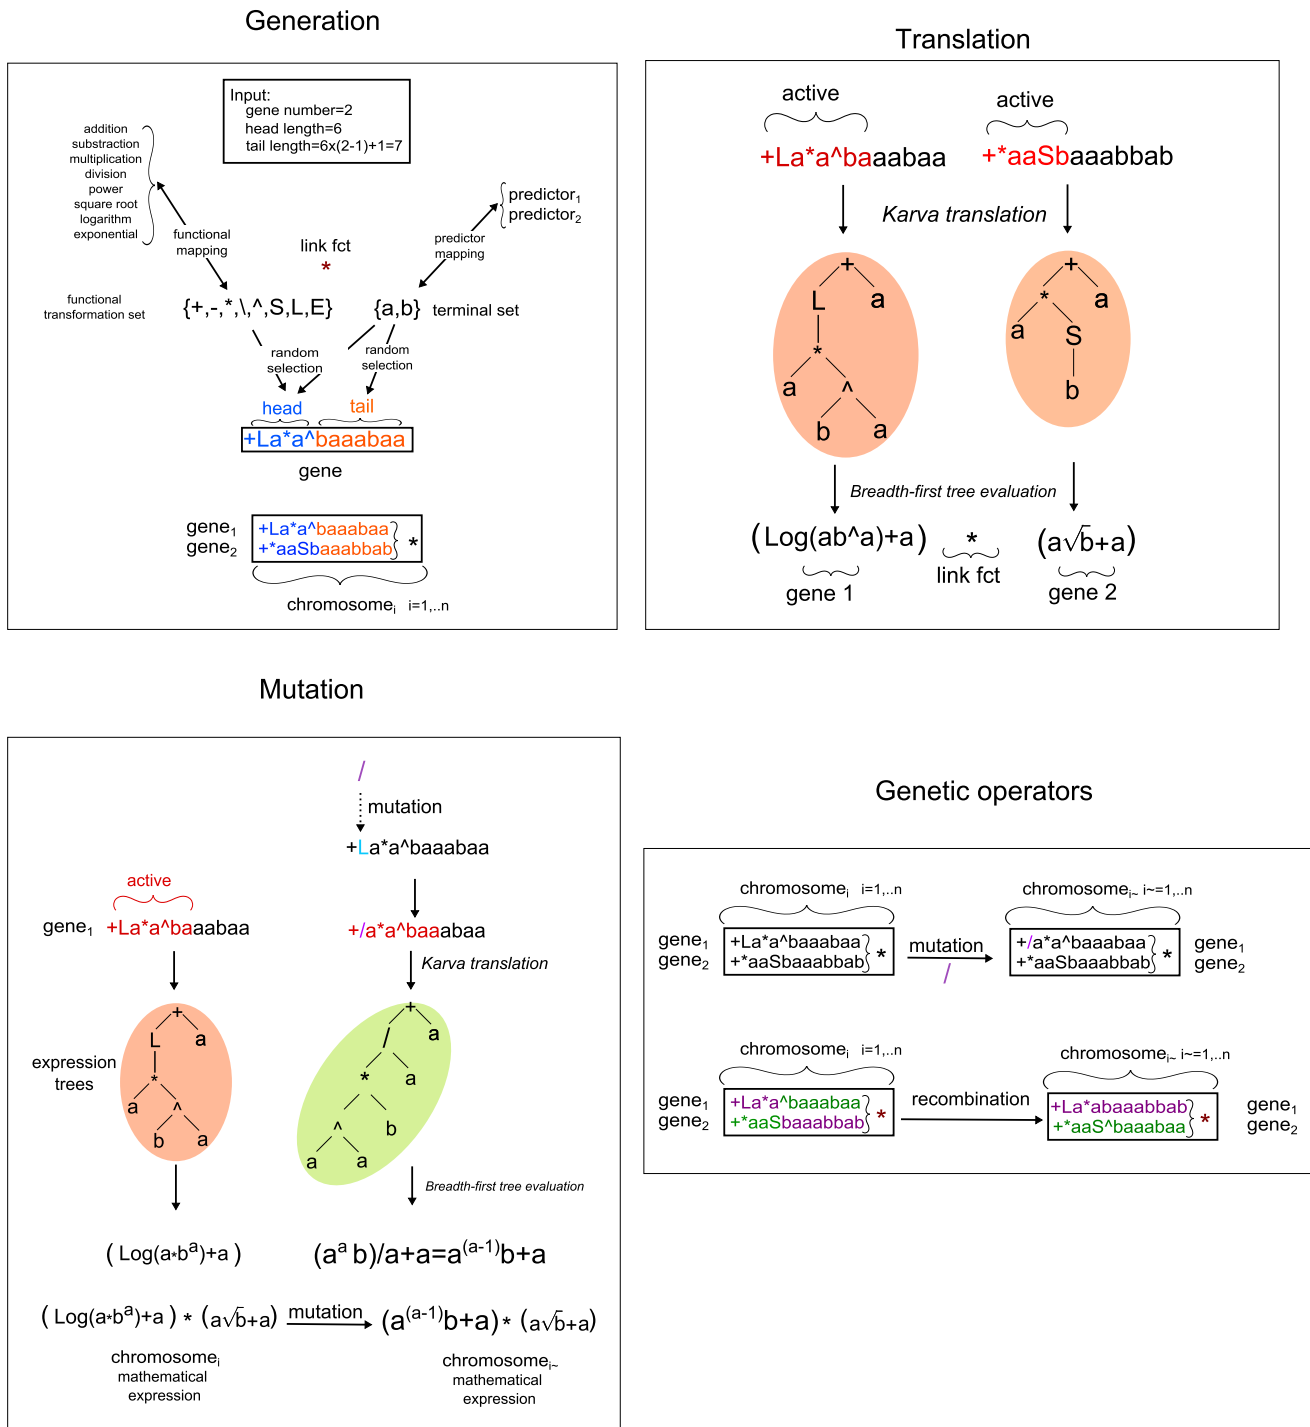 Generation
Input:
gene number=2
head length=6
tail length=6x(2-1)+1=7
addition
substraction
multiplication
division
power
square root
logarithm
exponential
functional
mapping
link fct
*
predictor
mapping
predictor₁
predictor₂
functional
transformation set
{+,-,*,\,^,S,L,E}
{a,b}
terminal set
random
selection
random
selection
head
tail
+La*a^baaabaa
gene
gene₁
gene₂
+La*a^baaabaa
+*aaSbaaabbab
*
chromosomeᵢ i=1,..n
Translation
active
active
+La*a^baaabaa
+*aaSbaaabbab
Karva translation
+
L
a
*
a
^
b
a
+
*
a
a
S
b
Breadth-first tree evaluation
(Log(ab^a)+a)
*
(a√b+a)
gene 1
link fct
gene 2
Mutation
/
mutation
+La*a^baaabaa
active
gene₁
+La*a^baaabaa
+/a*a^baaabaa
Karva translation
expression
trees
+
L
a
*
a
^
b
a
+
/
a
*
a
^
b
a
a
Breadth-first tree evaluation
(Log(a*bᵃ)+a)
(aᵃ b)/a+a=a⁽ᵃ⁻¹⁾b+a
(Log(a*bᵃ)+a) * (a√b+a)
mutation
(a⁽ᵃ⁻¹⁾b+a) * (a√b+a)
chromosomeᵢ
mathematical
expression
chromosomeᵢ~
mathematical
expression
Genetic operators
chromosomeᵢ i=1,..n
chromosomeᵢ~ i~=1,..n
gene₁
gene₂
+La*a^baaabaa
+*aaSbaaabbab
*
mutation
/
+/a*a^baaabaa
+*aaSbaaabbab
*
gene₁
gene₂
chromosomeᵢ i=1,..n
chromosomeᵢ~ i~=1,..n
gene₁
gene₂
+La*a^baaabaa
+*aaSbaaabbab
*
recombination
+La*abaaabbab
+*aaS^baaabaa
*
gene₁
gene₂